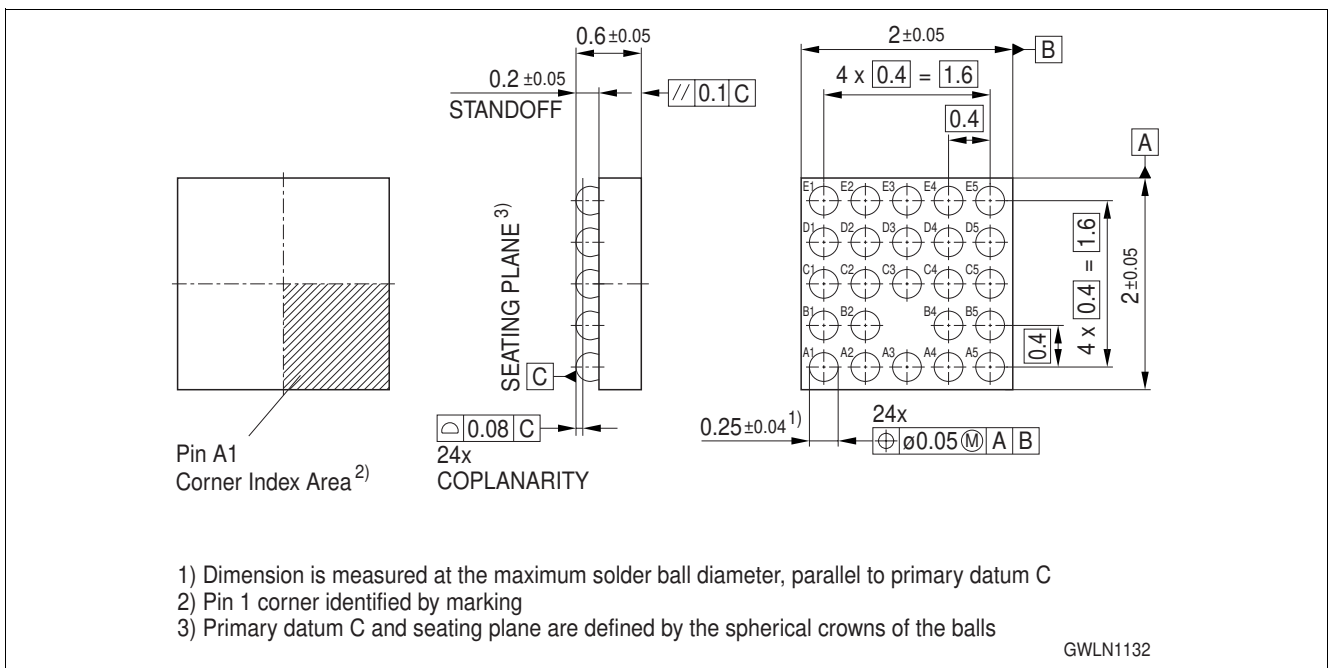 0.6 ±0.05
0.2 ±0.05
STANDOFF
// 0.1 C
2 ±0.05
B
4 x 0.4 = 1.6
0.4
A
E1 E2 E3 E4 E5
D1 D2 D3 D4 D5
C1 C2 C3 C4 C5
B1 B2 B4 B5
A1 A2 A3 A4 A5
SEATING PLANE 3)
C
0.4
4 x 0.4 = 1.6
2 ±0.05
⌓ 0.08 C
24x
COPLANARITY
0.25 ±0.04 1)
24x
⌖ ø0.05 Ⓜ A B
Pin A1
Corner Index Area 2)
1) Dimension is measured at the maximum solder ball diameter, parallel to primary datum C
2) Pin 1 corner identified by marking
3) Primary datum C and seating plane are defined by the spherical crowns of the balls
GWLN1132